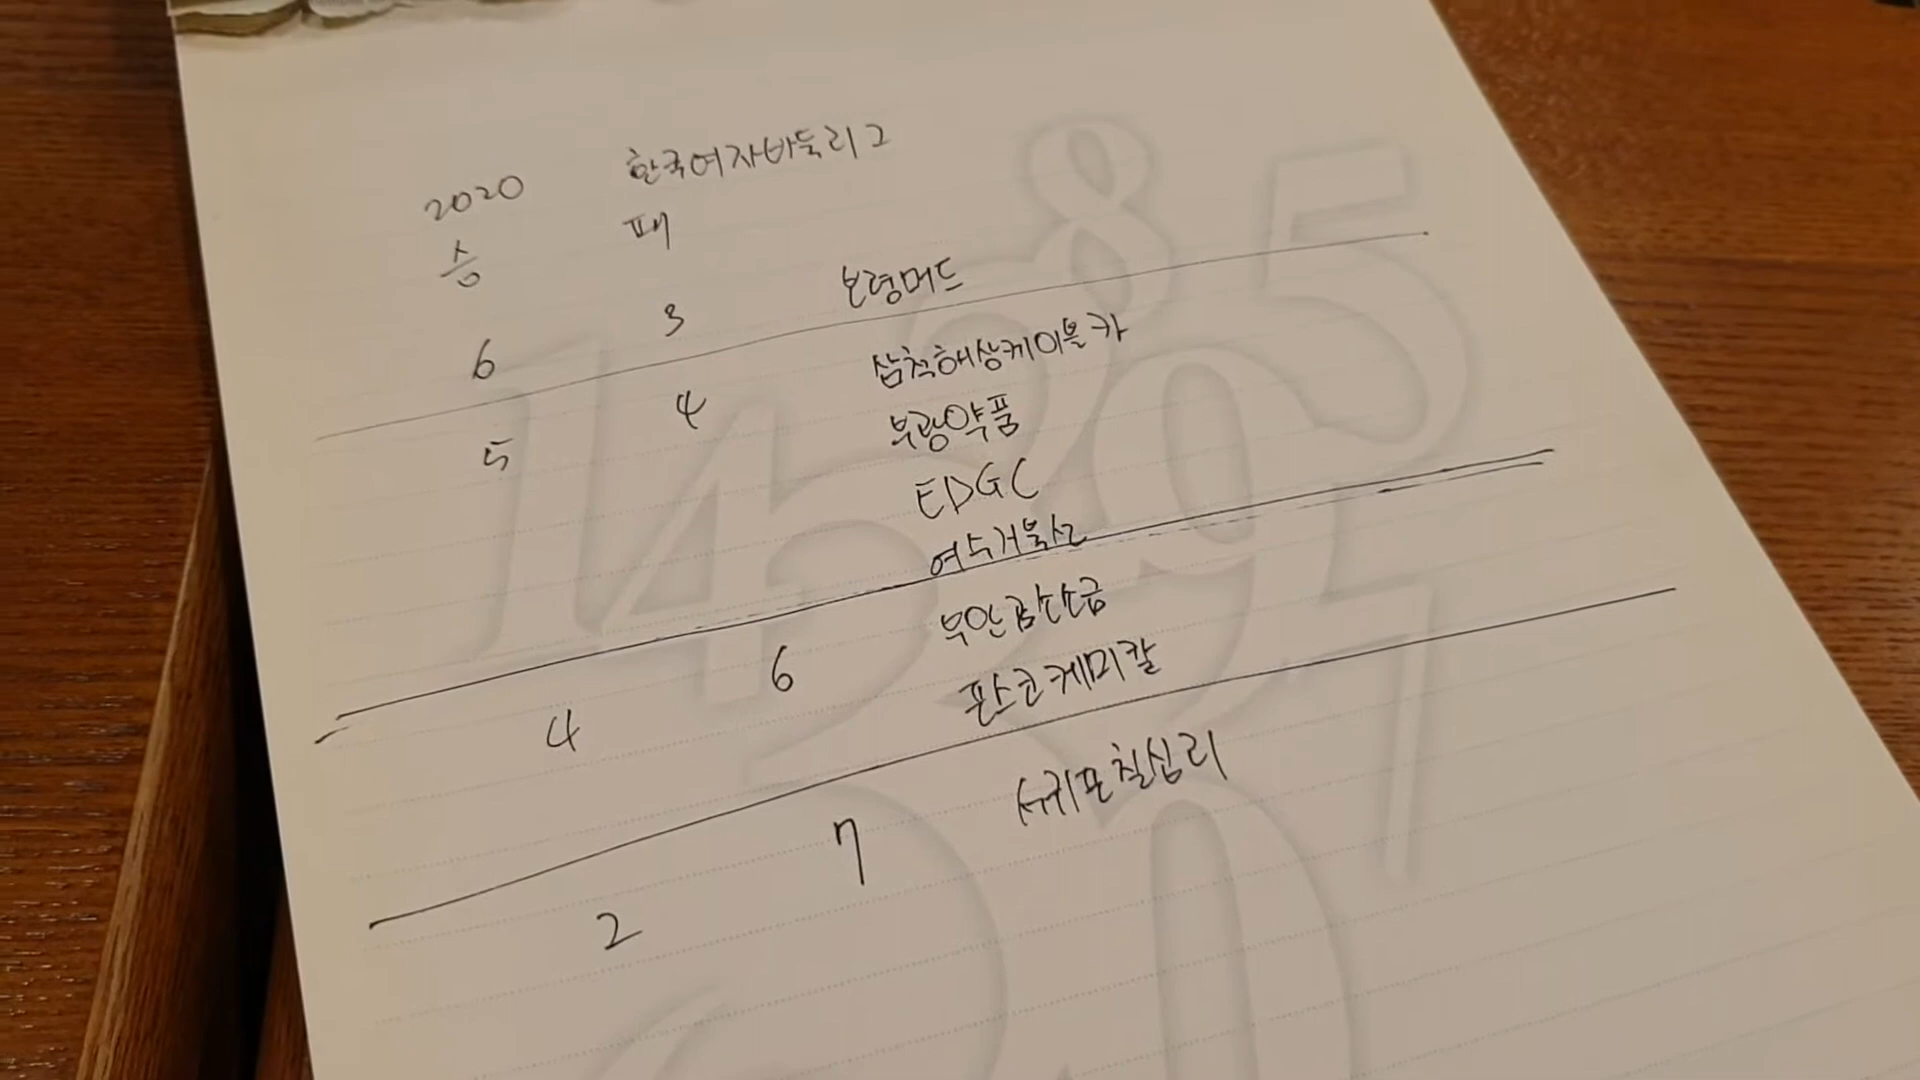 2020 한국여자바둑리그
승 패
6 3 보령머드
5 4 삼척해상케이블카
부광약품
EDGC
여수거북선
4 6 부안곰소소금
포스코케미칼
2 7 서귀포칠십리